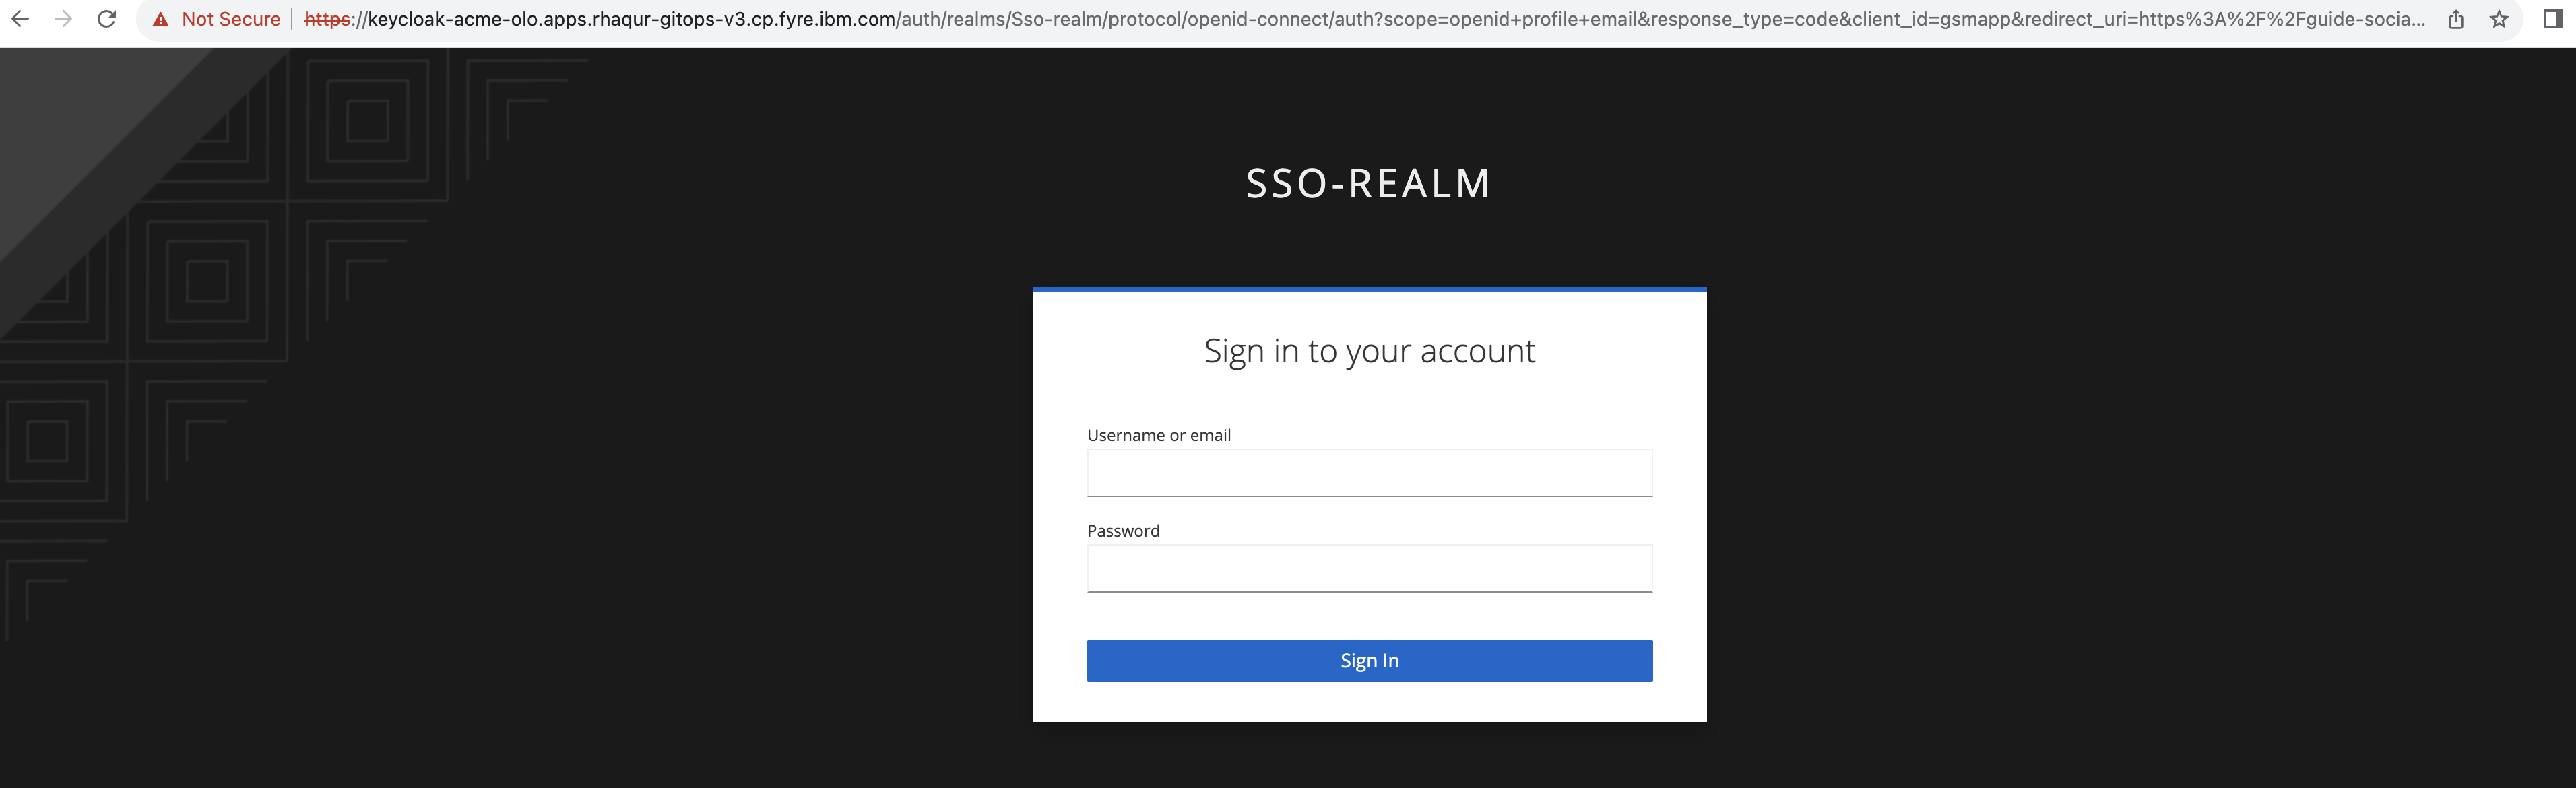 Not Secure | https://keycloak-acme-olo.apps.rhaqur-gitops-v3.cp.fyre.ibm.com/auth/realms/Sso-realm/protocol/openid-connect/auth?scope=openid+profile+email&response_type=code&client_id=gsmapp&redirect_uri=https%3A%2F%2Fguide-socia...
SSO-REALM
Sign in to your account
Username or email
Password
Sign In